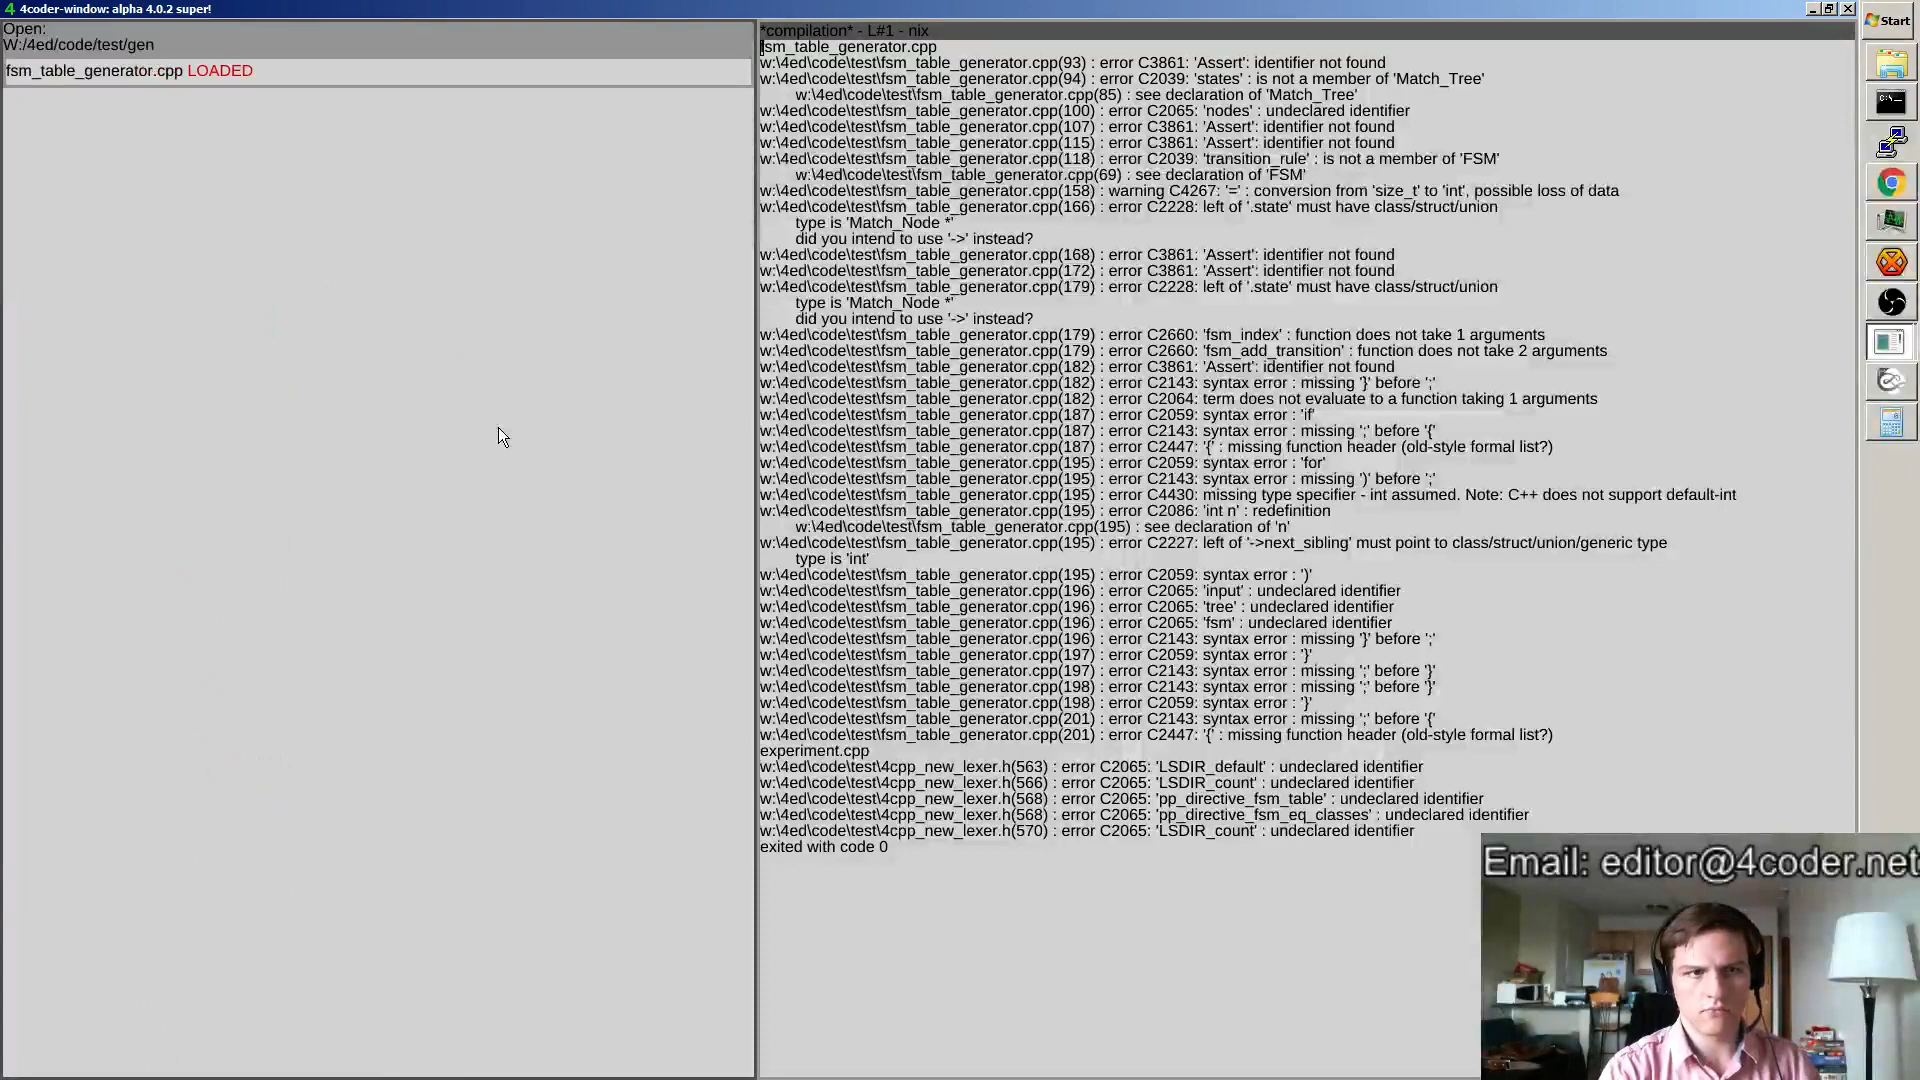 4coder-window: alpha 4.0.2 super!
Start
Open:
W:/4ed/code/test/gen
fsm_table_generator.cpp LOADED
*compilation* - L#1 - nix
fsm_table_generator.cpp
w:\4ed\code\test\fsm_table_generator.cpp(93) : error C3861: 'Assert': identifier not found
w:\4ed\code\test\fsm_table_generator.cpp(94) : error C2039: 'states' : is not a member of 'Match_Tree'
w:\4ed\code\test\fsm_table_generator.cpp(85) : see declaration of 'Match_Tree'
w:\4ed\code\test\fsm_table_generator.cpp(100) : error C2065: 'nodes' : undeclared identifier
w:\4ed\code\test\fsm_table_generator.cpp(107) : error C3861: 'Assert': identifier not found
w:\4ed\code\test\fsm_table_generator.cpp(115) : error C3861: 'Assert': identifier not found
w:\4ed\code\test\fsm_table_generator.cpp(118) : error C2039: 'transition_rule' : is not a member of 'FSM'
w:\4ed\code\test\fsm_table_generator.cpp(69) : see declaration of 'FSM'
w:\4ed\code\test\fsm_table_generator.cpp(158) : warning C4267: '=' : conversion from 'size_t' to 'int', possible loss of data
w:\4ed\code\test\fsm_table_generator.cpp(166) : error C2228: left of '.state' must have class/struct/union
type is 'Match_Node *'
did you intend to use '->' instead?
w:\4ed\code\test\fsm_table_generator.cpp(168) : error C3861: 'Assert': identifier not found
w:\4ed\code\test\fsm_table_generator.cpp(172) : error C3861: 'Assert': identifier not found
w:\4ed\code\test\fsm_table_generator.cpp(179) : error C2228: left of '.state' must have class/struct/union
type is 'Match_Node *'
did you intend to use '->' instead?
w:\4ed\code\test\fsm_table_generator.cpp(179) : error C2660: 'fsm_index' : function does not take 1 arguments
w:\4ed\code\test\fsm_table_generator.cpp(179) : error C2660: 'fsm_add_transition' : function does not take 2 arguments
w:\4ed\code\test\fsm_table_generator.cpp(182) : error C3861: 'Assert': identifier not found
w:\4ed\code\test\fsm_table_generator.cpp(182) : error C2143: syntax error : missing '}' before ';'
w:\4ed\code\test\fsm_table_generator.cpp(182) : error C2064: term does not evaluate to a function taking 1 arguments
w:\4ed\code\test\fsm_table_generator.cpp(187) : error C2059: syntax error : 'if'
w:\4ed\code\test\fsm_table_generator.cpp(187) : error C2143: syntax error : missing ';' before '{'
w:\4ed\code\test\fsm_table_generator.cpp(187) : error C2447: '{' : missing function header (old-style formal list?)
w:\4ed\code\test\fsm_table_generator.cpp(195) : error C2059: syntax error : 'for'
w:\4ed\code\test\fsm_table_generator.cpp(195) : error C2143: syntax error : missing ')' before ';'
w:\4ed\code\test\fsm_table_generator.cpp(195) : error C4430: missing type specifier - int assumed. Note: C++ does not support default-int
w:\4ed\code\test\fsm_table_generator.cpp(195) : error C2086: 'int n' : redefinition
w:\4ed\code\test\fsm_table_generator.cpp(195) : see declaration of 'n'
w:\4ed\code\test\fsm_table_generator.cpp(195) : error C2227: left of '->next_sibling' must point to class/struct/union/generic type
type is 'int'
w:\4ed\code\test\fsm_table_generator.cpp(195) : error C2059: syntax error : ')'
w:\4ed\code\test\fsm_table_generator.cpp(196) : error C2065: 'input' : undeclared identifier
w:\4ed\code\test\fsm_table_generator.cpp(196) : error C2065: 'tree' : undeclared identifier
w:\4ed\code\test\fsm_table_generator.cpp(196) : error C2065: 'fsm' : undeclared identifier
w:\4ed\code\test\fsm_table_generator.cpp(196) : error C2143: syntax error : missing '}' before ';'
w:\4ed\code\test\fsm_table_generator.cpp(197) : error C2059: syntax error : '}'
w:\4ed\code\test\fsm_table_generator.cpp(197) : error C2143: syntax error : missing ';' before '}'
w:\4ed\code\test\fsm_table_generator.cpp(198) : error C2143: syntax error : missing ';' before '}'
w:\4ed\code\test\fsm_table_generator.cpp(198) : error C2059: syntax error : '}'
w:\4ed\code\test\fsm_table_generator.cpp(201) : error C2143: syntax error : missing ';' before '{'
w:\4ed\code\test\fsm_table_generator.cpp(201) : error C2447: '{' : missing function header (old-style formal list?)
experiment.cpp
w:\4ed\code\test\4cpp_new_lexer.h(563) : error C2065: 'LSDIR_default' : undeclared identifier
w:\4ed\code\test\4cpp_new_lexer.h(566) : error C2065: 'LSDIR_count' : undeclared identifier
w:\4ed\code\test\4cpp_new_lexer.h(568) : error C2065: 'pp_directive_fsm_table' : undeclared identifier
w:\4ed\code\test\4cpp_new_lexer.h(568) : error C2065: 'pp_directive_fsm_eq_classes' : undeclared identifier
w:\4ed\code\test\4cpp_new_lexer.h(570) : error C2065: 'LSDIR_count' : undeclared identifier
exited with code 0
Email: editor@4coder.net